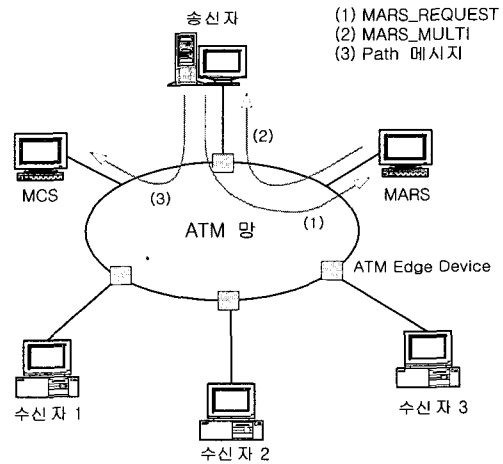 송신자
(1) MARS_REQUEST
(2) MARS_MULTI
(3) Path 메시지
(2)
MCS
(3)
MARS
(1)
ATM 망
ATM Edge Device
수신자 1
수신자 2
수신자 3